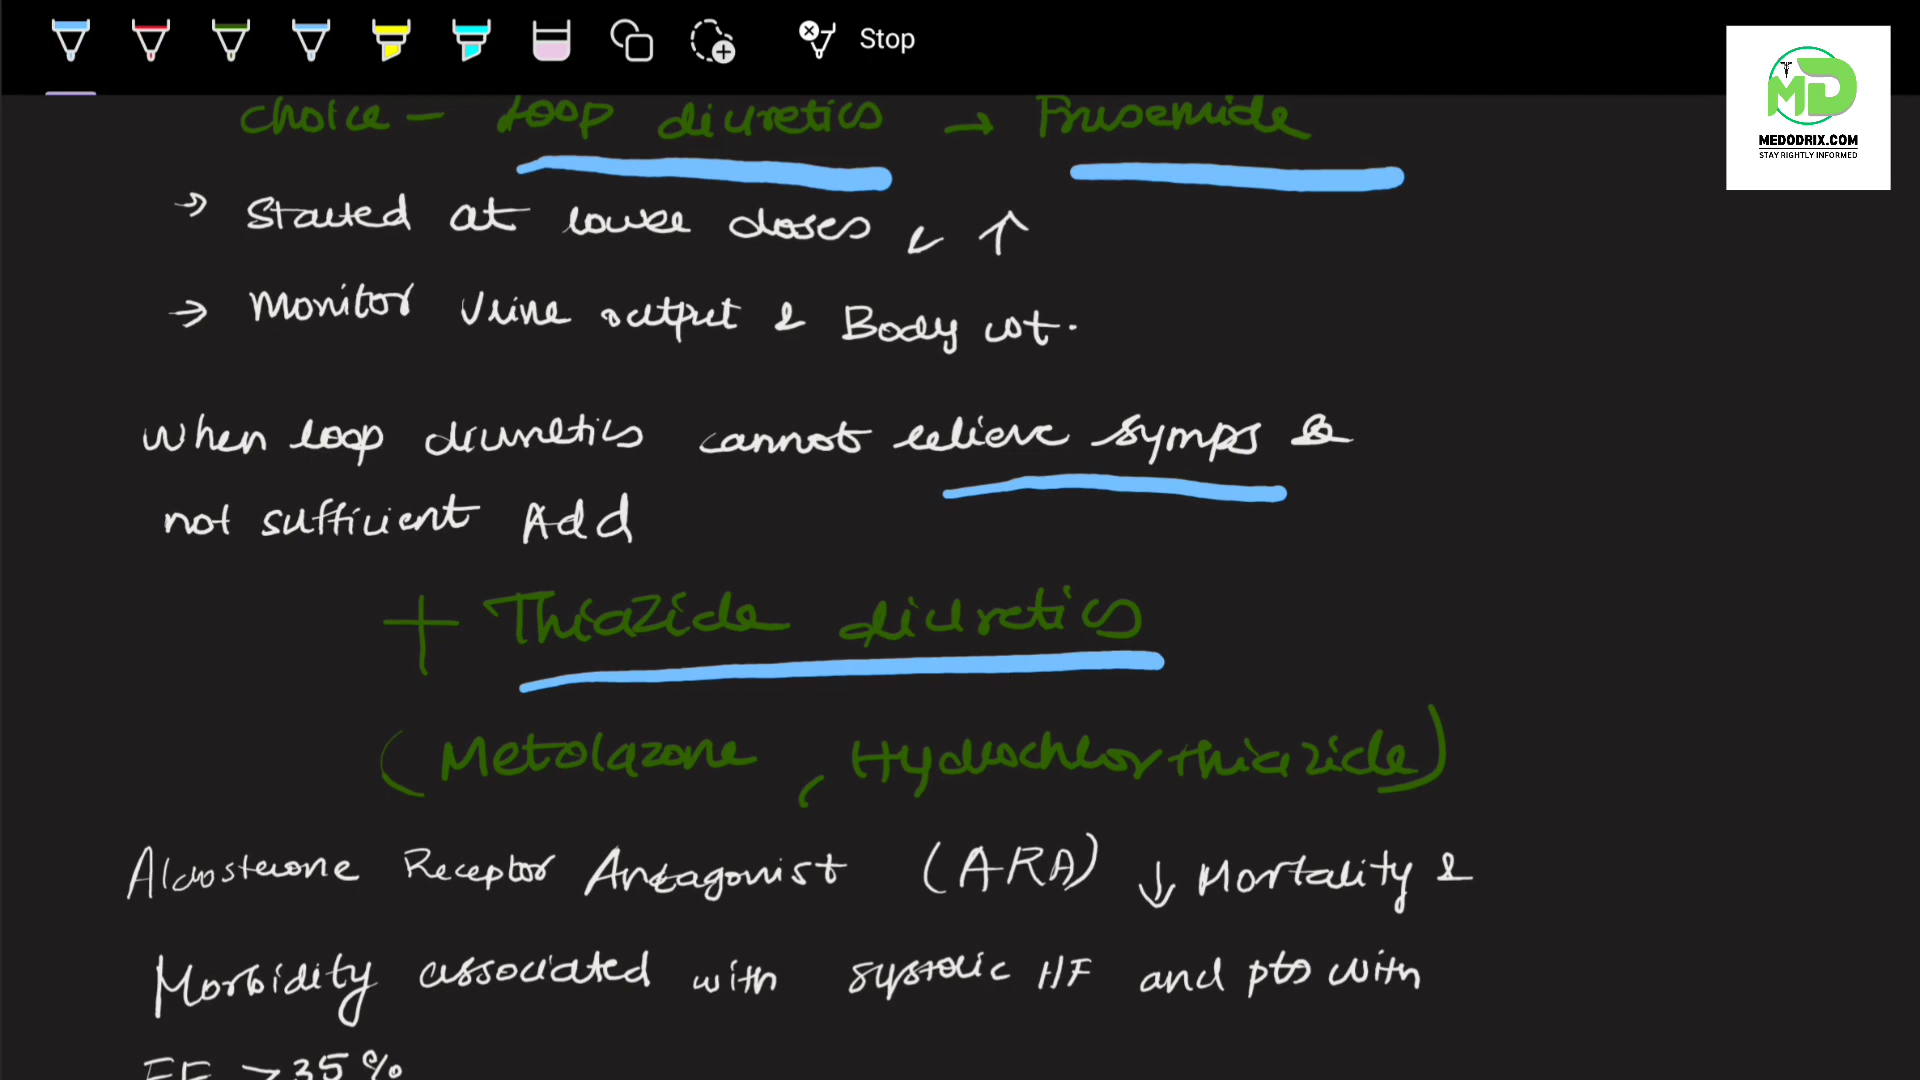 Stop
MEDODRIX.COM
STAY RIGHTLY INFORMED
choice – Loop diuretics → Frusemide
→ Started at lower doses & ↑
→ Monitor Urine output & Body wt.
When loop diuretics cannot relieve symps &
not sufficient Add
+ Thiazide diuretics
(Metolazone, Hydrochlorthiazide)
Aldosterone Receptor Antagonist (ARA) ↓ Mortality &
Morbidity associated with systolic HF and pts with
EF > 35%